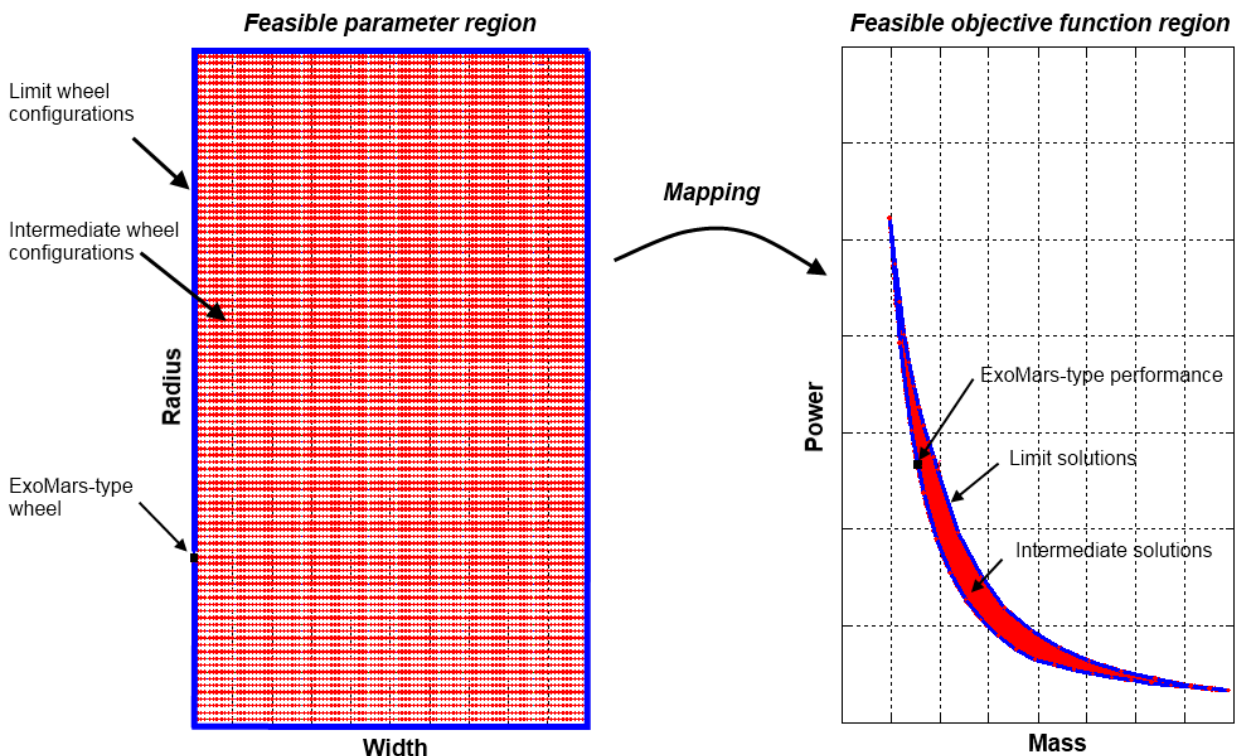 Feasible parameter region
Feasible objective function region
Limit wheel
configurations
Intermediate wheel
configurations
Radius
ExoMars-type
wheel
Width
Mapping
Power
ExoMars-type performance
Limit solutions
Intermediate solutions
Mass